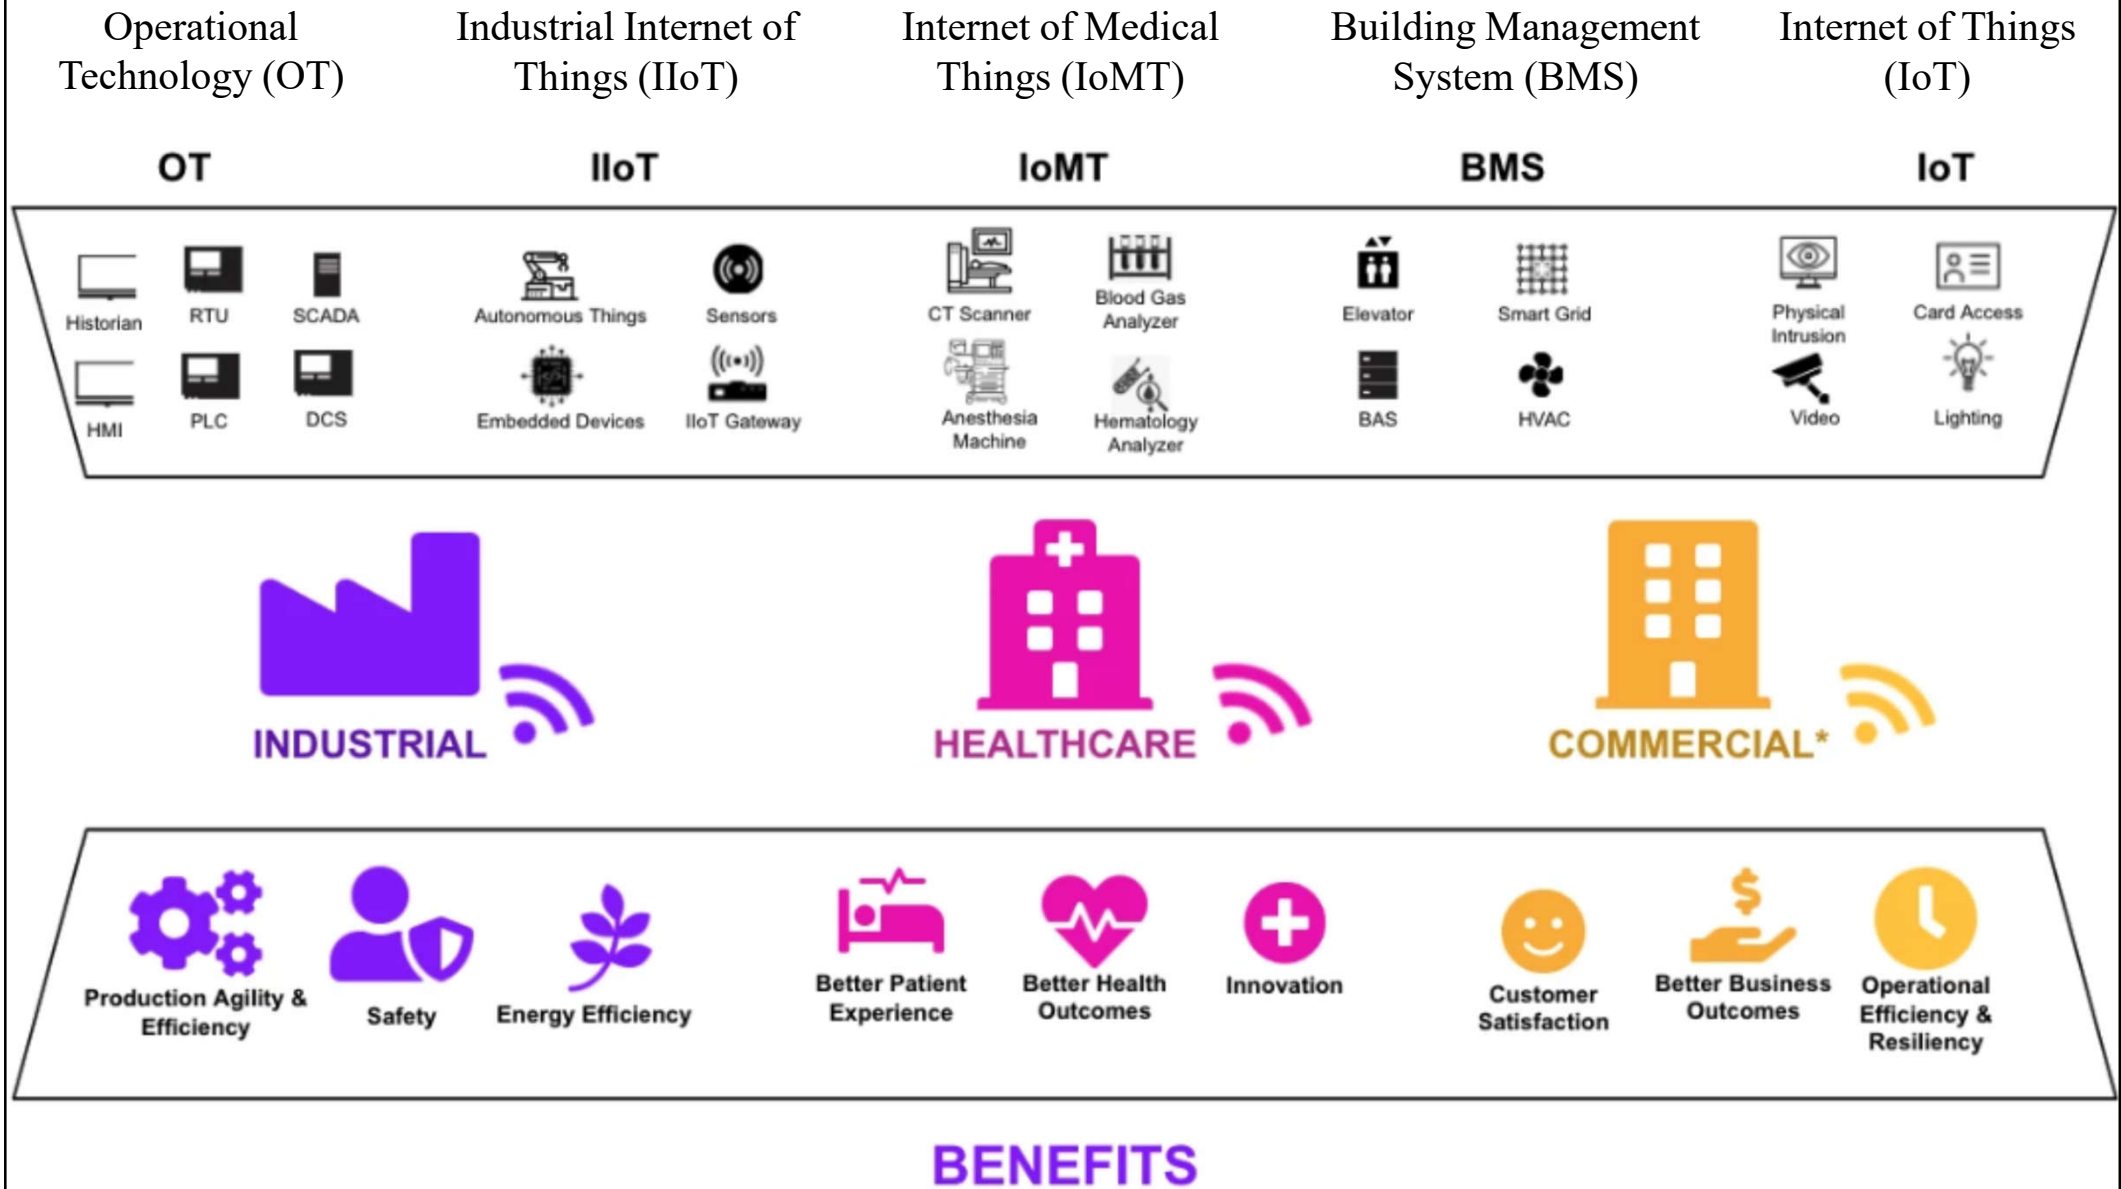 Operational
Technology (OT)
Industrial Internet of
Things (IIoT)
Internet of Medical
Things (IoMT)
Building Management
System (BMS)
Internet of Things
(IoT)
OT
IIoT
IoMT
BMS
IoT
Historian
RTU
SCADA
HMI
PLC
DCS
Autonomous Things
Sensors
Embedded Devices
IIoT Gateway
CT Scanner
Blood Gas
Analyzer
Anesthesia
Machine
Hematology
Analyzer
Elevator
Smart Grid
BAS
HVAC
Physical
Intrusion
Card Access
Video
Lighting
INDUSTRIAL
HEALTHCARE
COMMERCIAL*
Production Agility &
Efficiency
Safety
Energy Efficiency
Better Patient
Experience
Better Health
Outcomes
Innovation
Customer
Satisfaction
Better Business
Outcomes
Operational
Efficiency &
Resiliency
BENEFITS